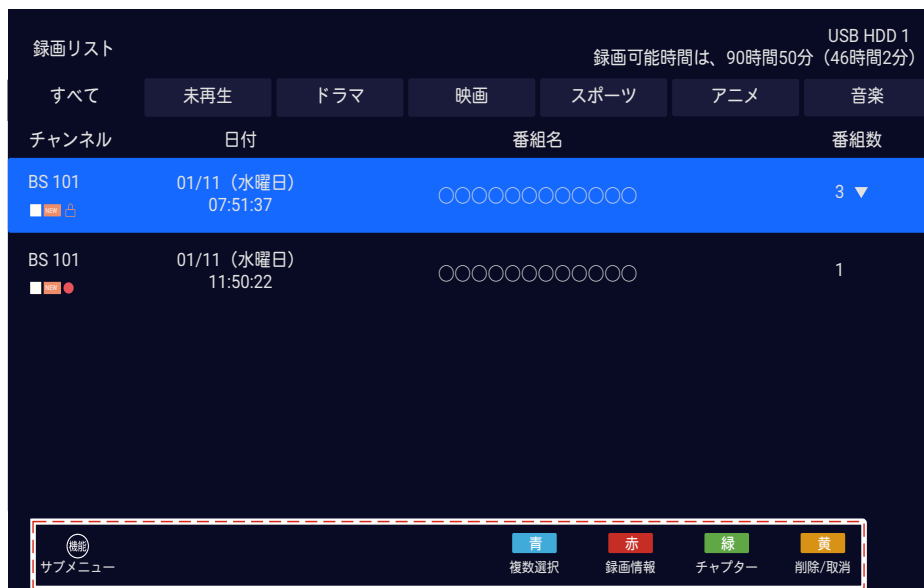 録画リスト
USB HDD 1
録画可能時間は、90時間50分（46時間2分）
すべて 未再生 ドラマ 映画 スポーツ アニメ 音楽
チャンネル 日付 番組名 番組数
BS 101 01/11（水曜日） 07:51:37 〇〇〇〇〇〇〇〇〇〇〇〇 3 ▼
NEW
BS 101 01/11（水曜日） 11:50:22 〇〇〇〇〇〇〇〇〇〇〇〇 1
NEW
機能 青 赤 緑 黄
サブメニュー 複数選択 録画情報 チャプター 削除/取消